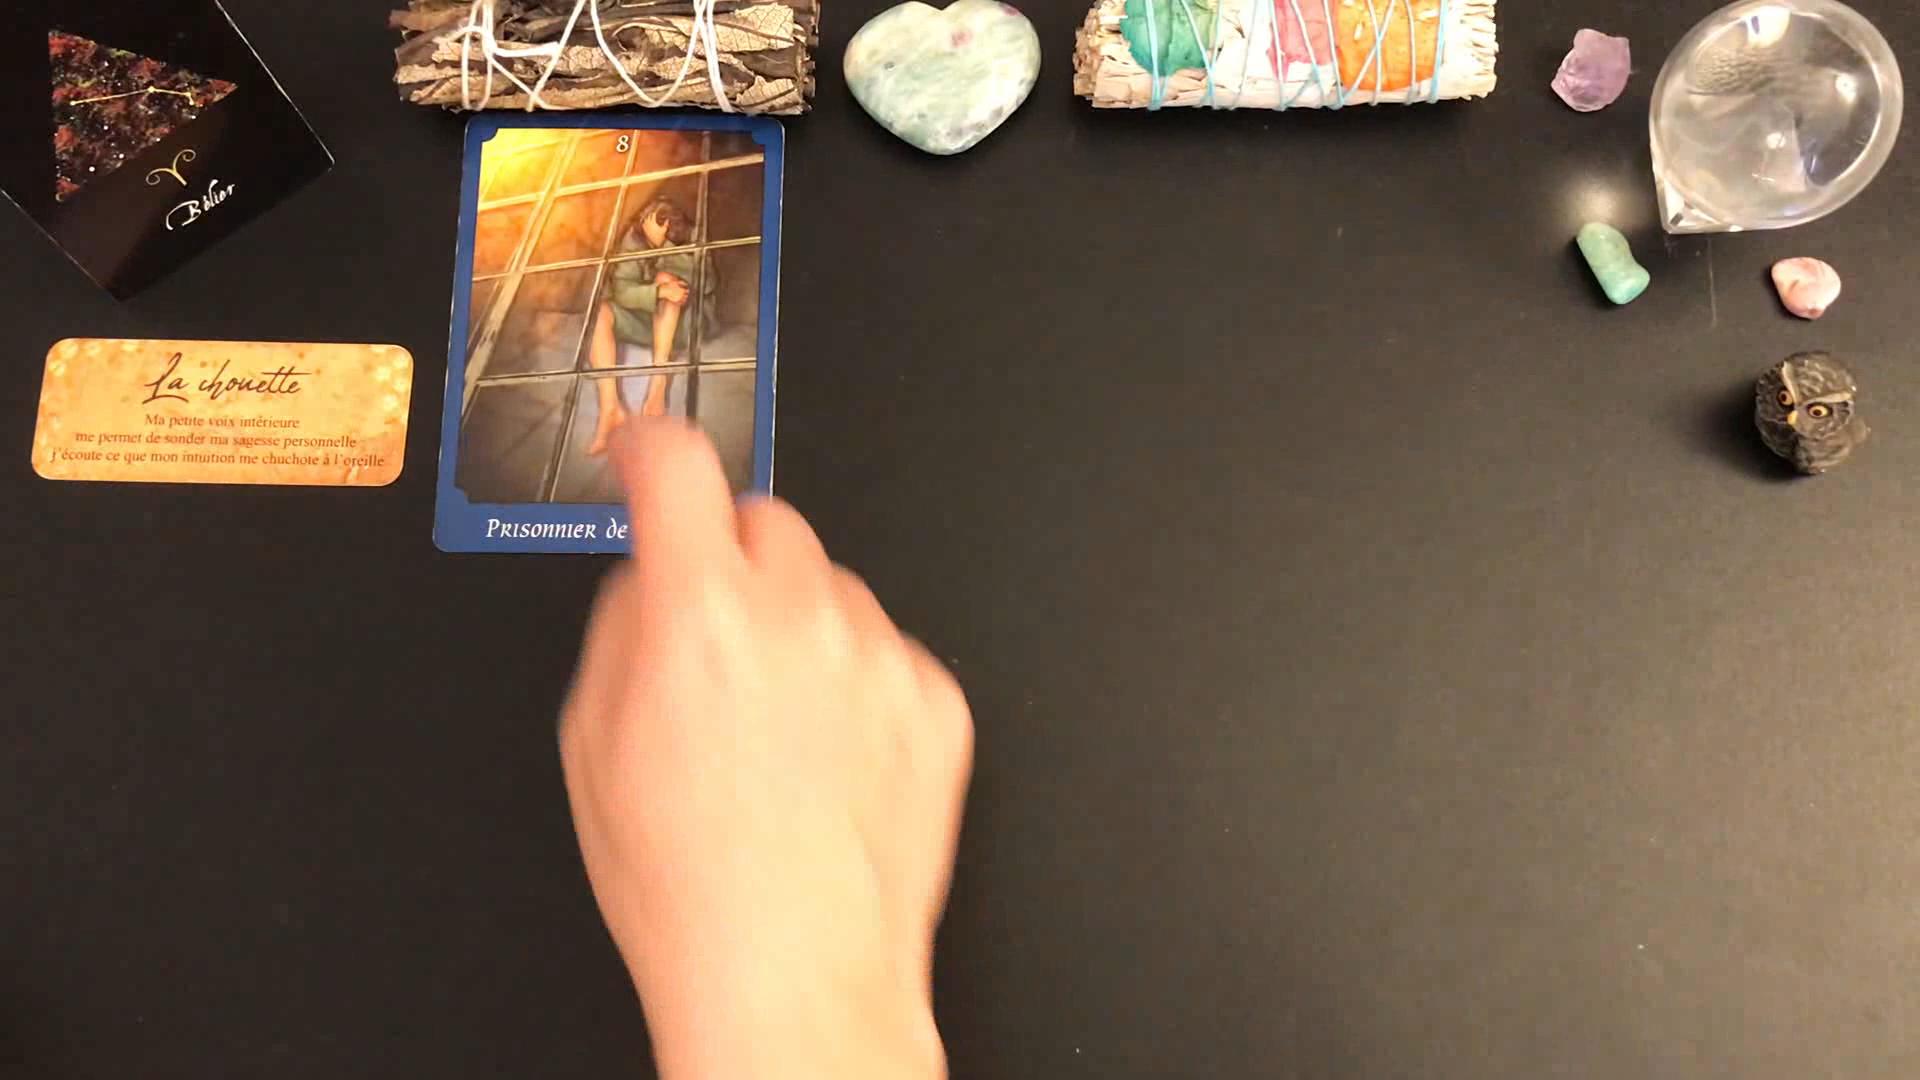 Bélier
La chouette
Ma petite voix intérieure
me permet de sonder ma sagesse personnelle
j'écoute ce que mon intuition me chuchote à l'oreille
8
Prisonnier de